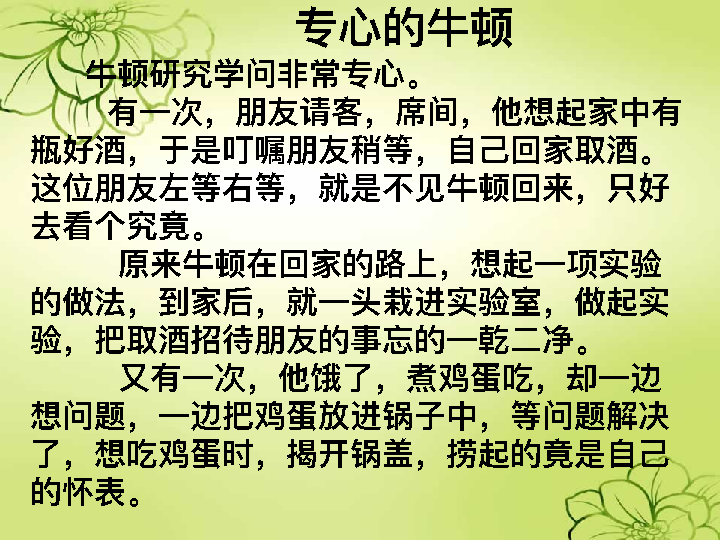 专心的牛顿
牛顿研究学问非常专心。
有一次，朋友请客，席间，他想起家中有
瓶好酒，于是叮嘱朋友稍等，自己回家取酒。
这位朋友左等右等，就是不见牛顿回来，只好
去看个究竟。
原来牛顿在回家的路上，想起一项实验
的做法，到家后，就一头栽进实验室，做起实
验，把取酒招待朋友的事忘的一乾二净。
又有一次，他饿了，煮鸡蛋吃，却一边
想问题，一边把鸡蛋放进锅子中，等问题解决
了，想吃鸡蛋时，揭开锅盖，捞起的竟是自己
的怀表。